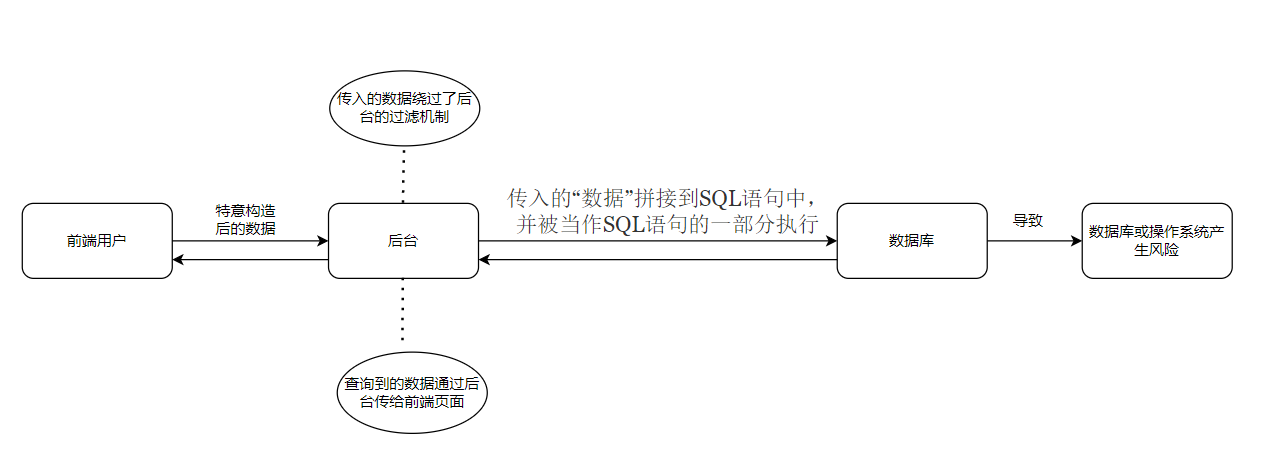 传入的数据绕过了后
台的过滤机制
特意构造
后的数据
传入的“数据”拼接到SQL语句中，
并被当作SQL语句的一部分执行
导致
前端用户
后台
数据库
数据库或操作系统产
生风险
查询到的数据通过后
台传给前端页面